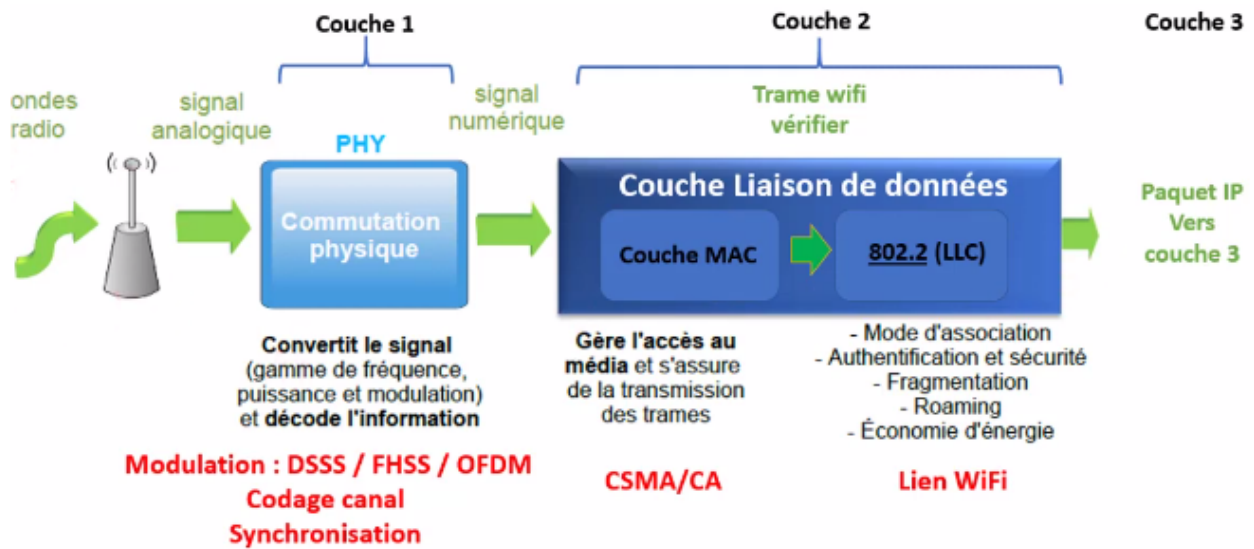 Couche 1
Couche 2
Couche 3
ondes
radio
signal
analogique
PHY
signal
numérique
Trame wifi
vérifier
Commutation
physique
Couche Liaison de données
Couche MAC
802.2 (LLC)
Paquet IP
Vers
couche 3
Convertit le signal
(gamme de fréquence,
puissance et modulation)
et décode l'information
Gère l'accès au
média et s'assure
de la transmission
des trames
- Mode d'association
- Authentification et sécurité
- Fragmentation
- Roaming
- Économie d'énergie
Modulation : DSSS / FHSS / OFDM
Codage canal
Synchronisation
CSMA/CA
Lien WiFi